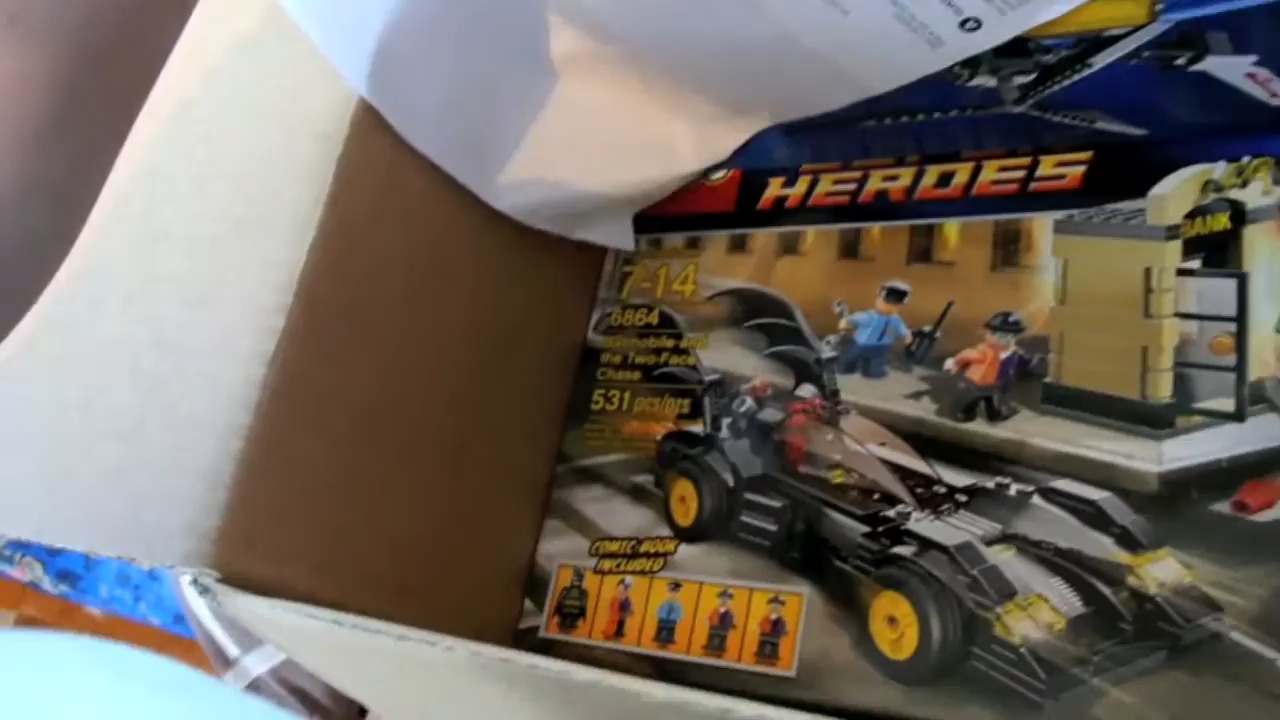 HEROES
BANK
7-14
6864
the Two-Face
Chase
531 pcs/pzs
COMIC BOOK
INCLUDED